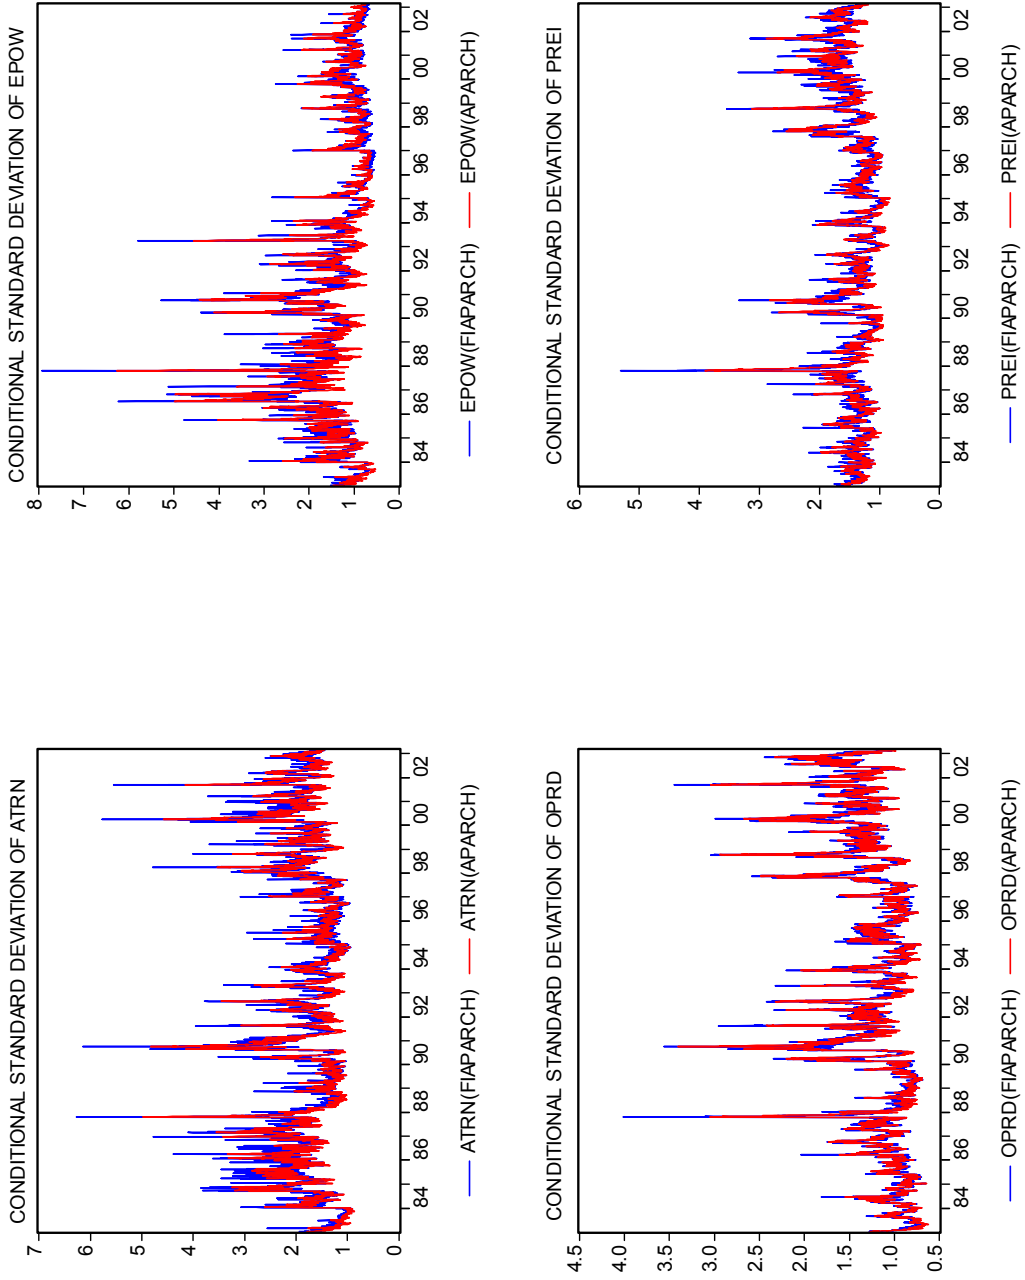 CONDITIONAL STANDARD DEVIATION OF ATRN
7
6
5
4
3
2
1
0
84 86 88 90 92 94 96 98 00 02
ATRN(FIAPARCH) ATRN(APARCH)
CONDITIONAL STANDARD DEVIATION OF EPOW
8
7
6
5
4
3
2
1
0
84 86 88 90 92 94 96 98 00 02
EPOW(FIAPARCH) EPOW(APARCH)
CONDITIONAL STANDARD DEVIATION OF OPRD
4.5
4.0
3.5
3.0
2.5
2.0
1.5
1.0
0.5
84 86 88 90 92 94 96 98 00 02
OPRD(FIAPARCH) OPRD(APARCH)
CONDITIONAL STANDARD DEVIATION OF PREI
6
5
4
3
2
1
0
84 86 88 90 92 94 96 98 00 02
PREI(FIAPARCH) PREI(APARCH)